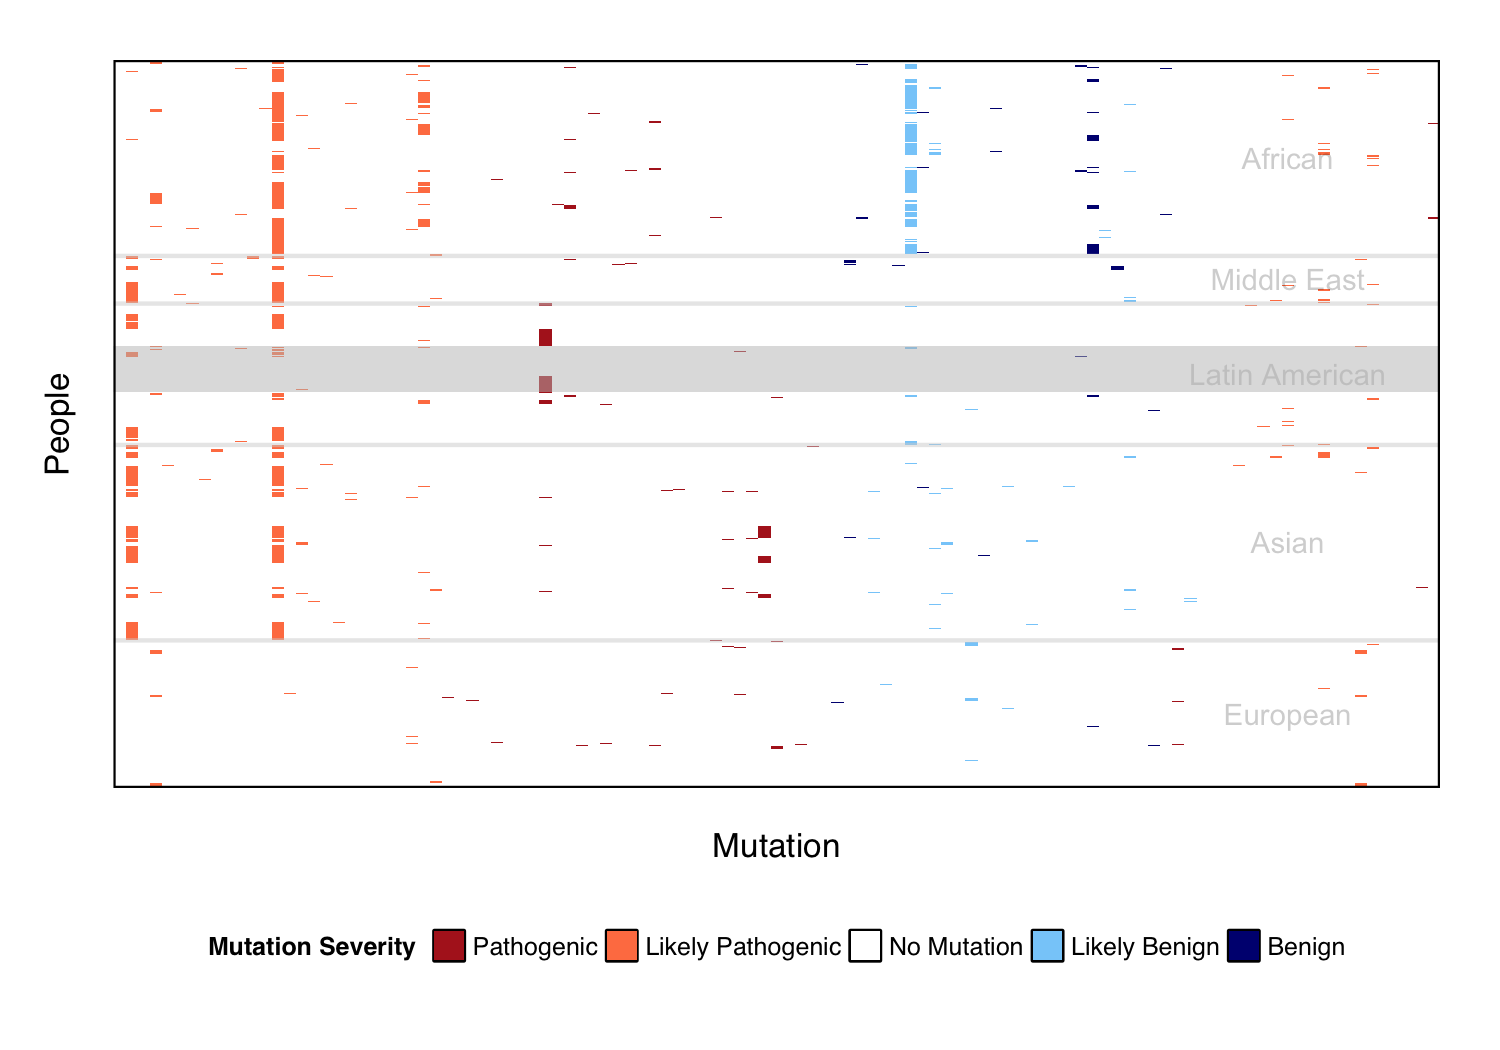 African
Middle East
Latin American
Asian
European
People
Mutation
Mutation Severity Pathogenic Likely Pathogenic No Mutation Likely Benign Benign